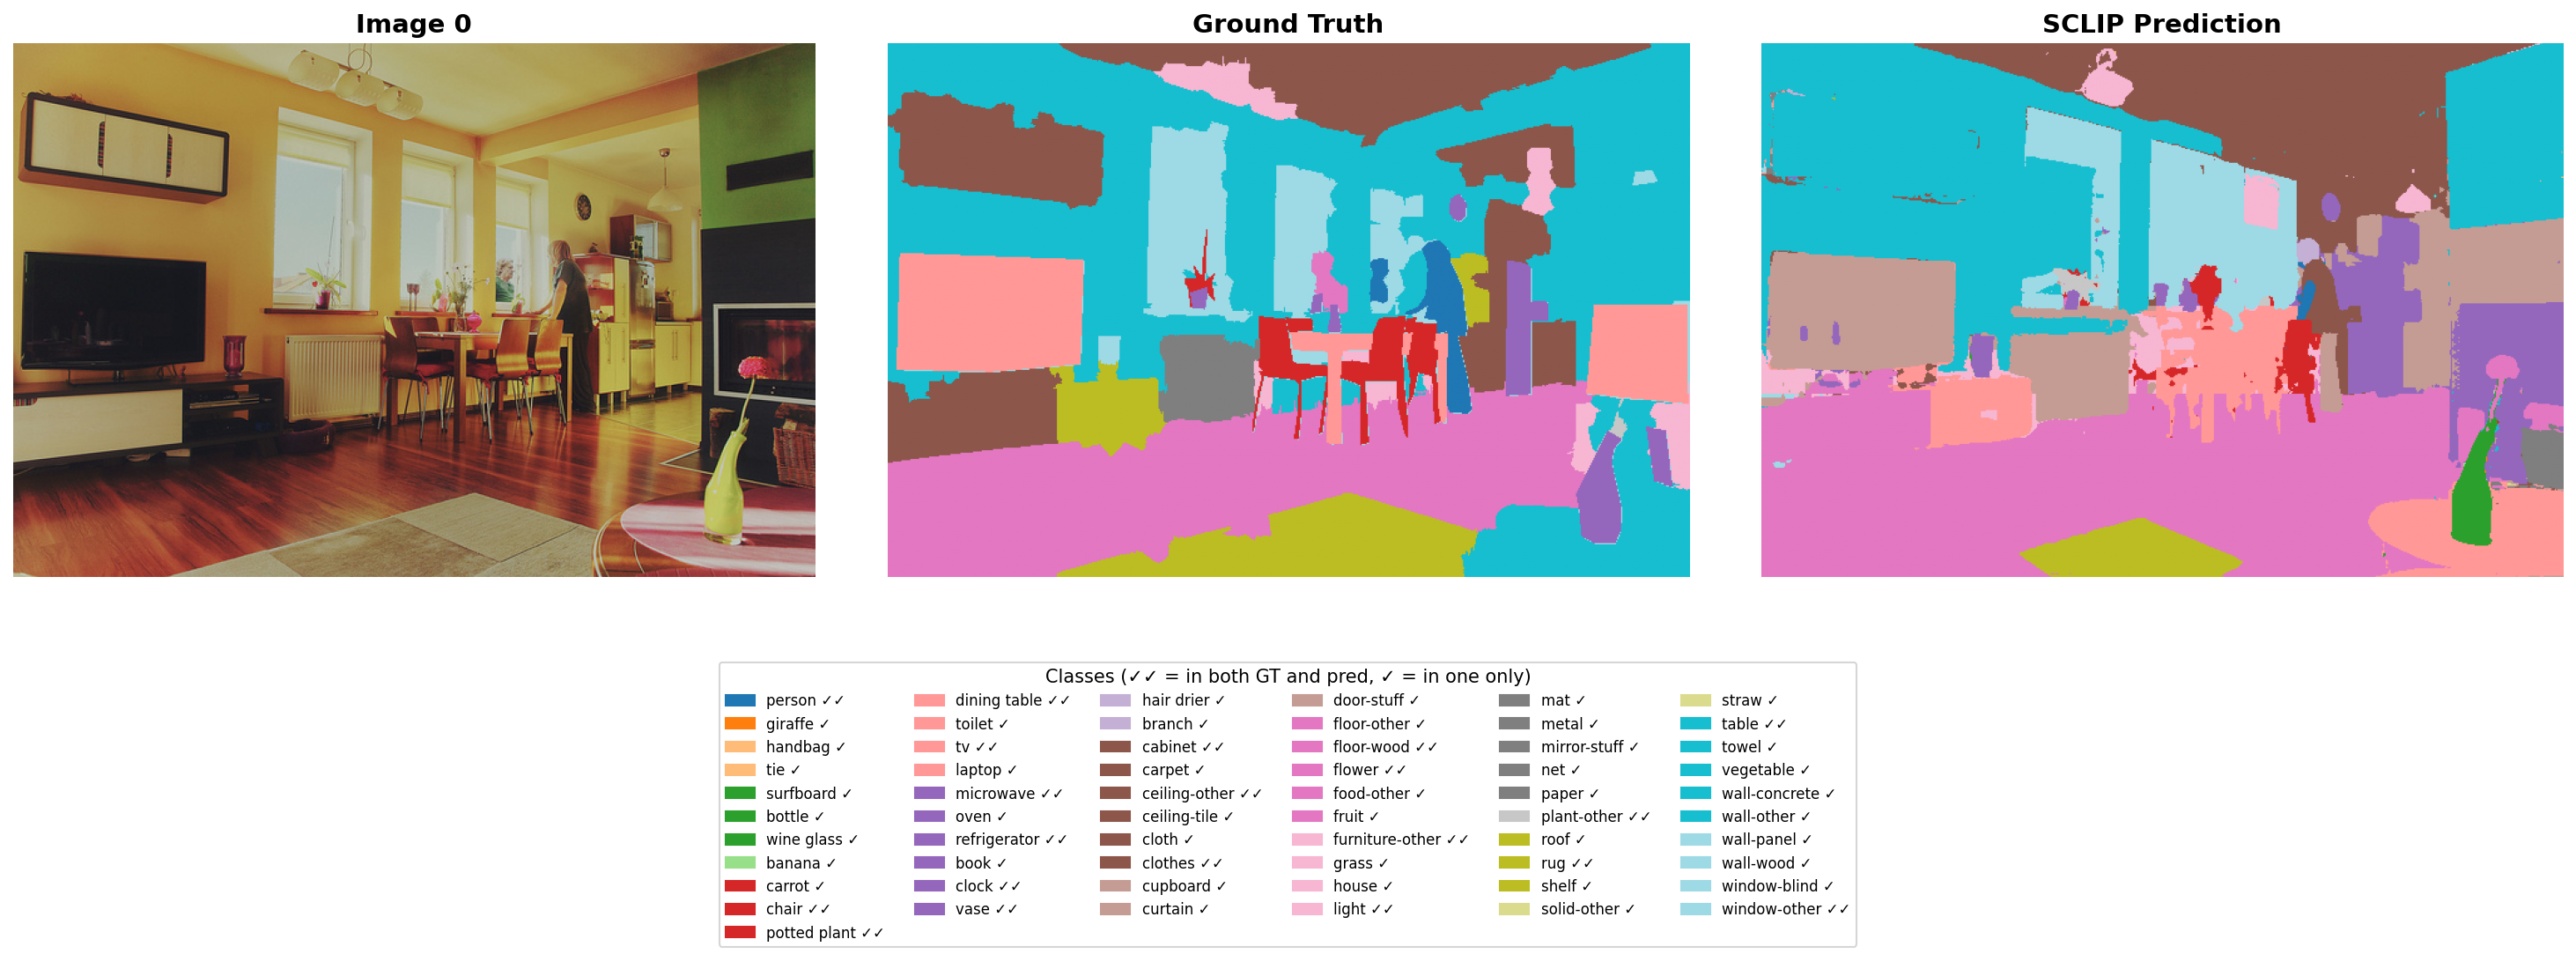 Image 0
Ground Truth
SCLIP Prediction
Classes (✓✓ = in both GT and pred, ✓ = in one only)
person ✓✓
giraffe ✓
handbag ✓
tie ✓
surfboard ✓
bottle ✓
wine glass ✓
banana ✓
carrot ✓
chair ✓✓
potted plant ✓✓
dining table ✓✓
toilet ✓
tv ✓✓
laptop ✓
microwave ✓✓
oven ✓
refrigerator ✓✓
book ✓
clock ✓✓
vase ✓✓
hair drier ✓
branch ✓
cabinet ✓✓
carpet ✓
ceiling-other ✓✓
ceiling-tile ✓
cloth ✓
clothes ✓✓
cupboard ✓
curtain ✓
door-stuff ✓
floor-other ✓
floor-wood ✓✓
flower ✓✓
food-other ✓
fruit ✓
furniture-other ✓✓
grass ✓
house ✓
light ✓✓
mat ✓
metal ✓
mirror-stuff ✓
net ✓
paper ✓
plant-other ✓✓
roof ✓
rug ✓✓
shelf ✓
solid-other ✓
straw ✓
table ✓✓
towel ✓
vegetable ✓
wall-concrete ✓
wall-other ✓
wall-panel ✓
wall-wood ✓
window-blind ✓
window-other ✓✓